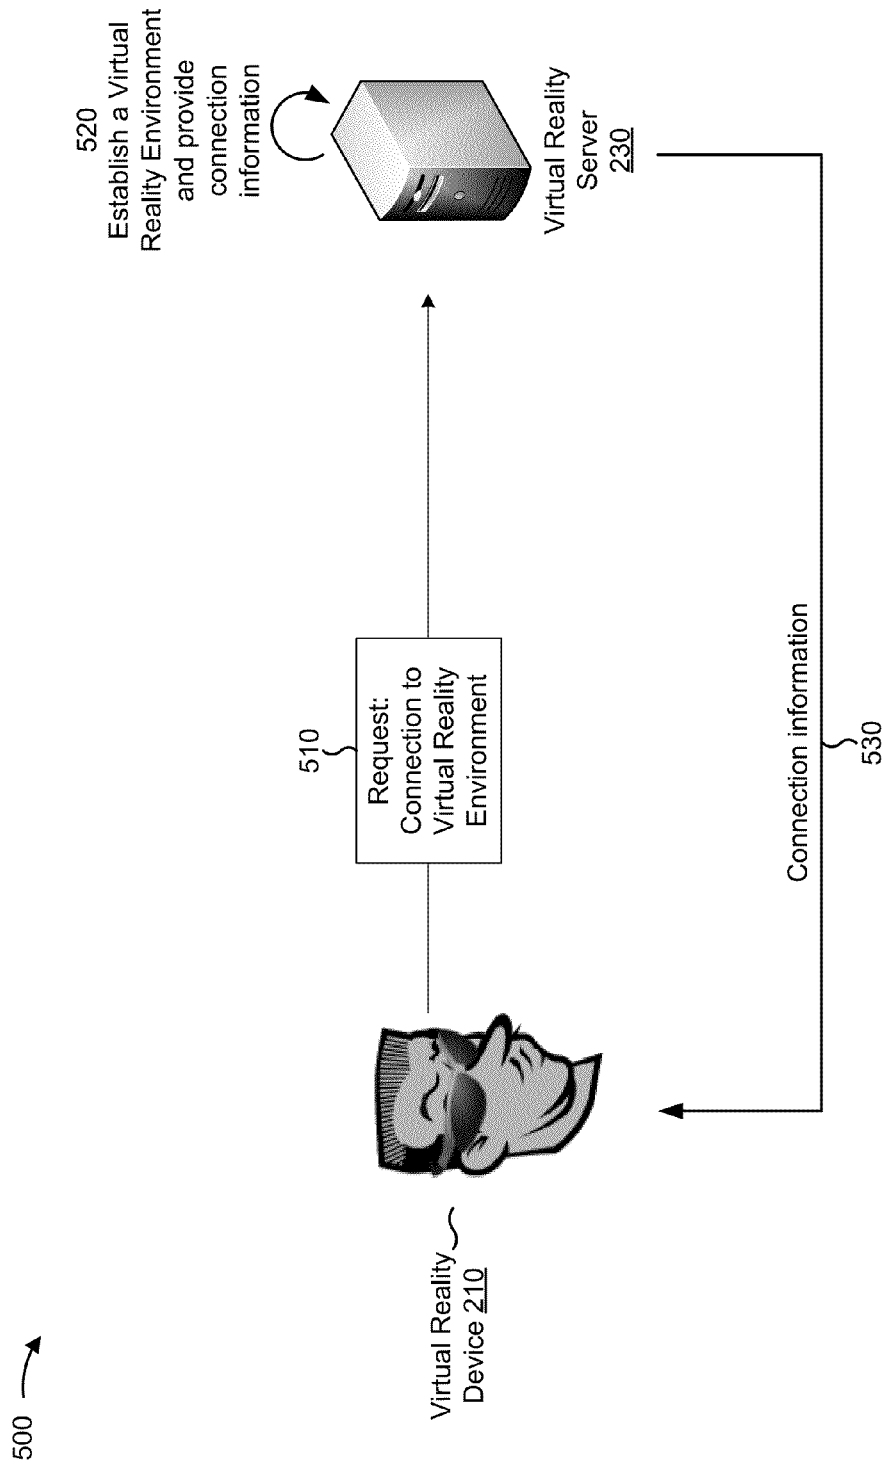 500
520
Establish a Virtual
Reality Environment
and provide
connection
information
510
Request:
Connection to
Virtual Reality
Environment
Virtual Reality
Device 210
Virtual Reality
Server
230
Connection information
530